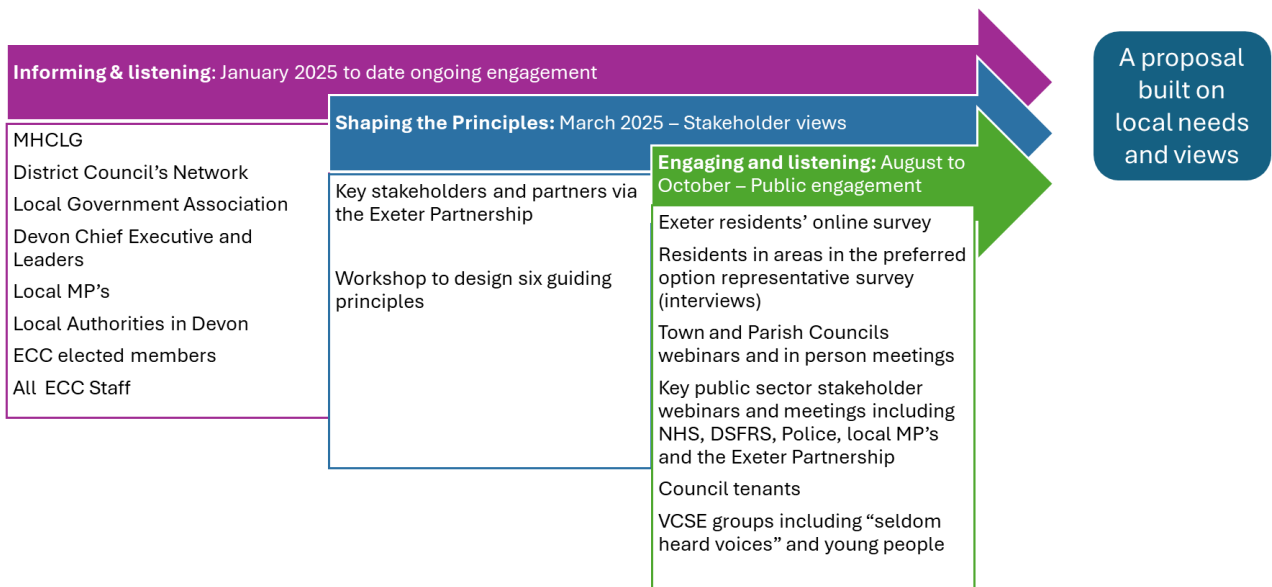 Informing & listening: January 2025 to date ongoing engagement
MHCLG
District Council’s Network
Local Government Association
Devon Chief Executive and
Leaders
Local MP’s
Local Authorities in Devon
ECC elected members
All ECC Staff
Shaping the Principles: March 2025 – Stakeholder views
Key stakeholders and partners via
the Exeter Partnership
Workshop to design six guiding
principles
Engaging and listening: August to
October – Public engagement
Exeter residents’ online survey
Residents in areas in the preferred
option representative survey
(interviews)
Town and Parish Councils
webinars and in person meetings
Key public sector stakeholder
webinars and meetings including
NHS, DSFRS, Police, local MP’s
and the Exeter Partnership
Council tenants
VCSE groups including “seldom
heard voices” and young people
A proposal
built on
local needs
and views